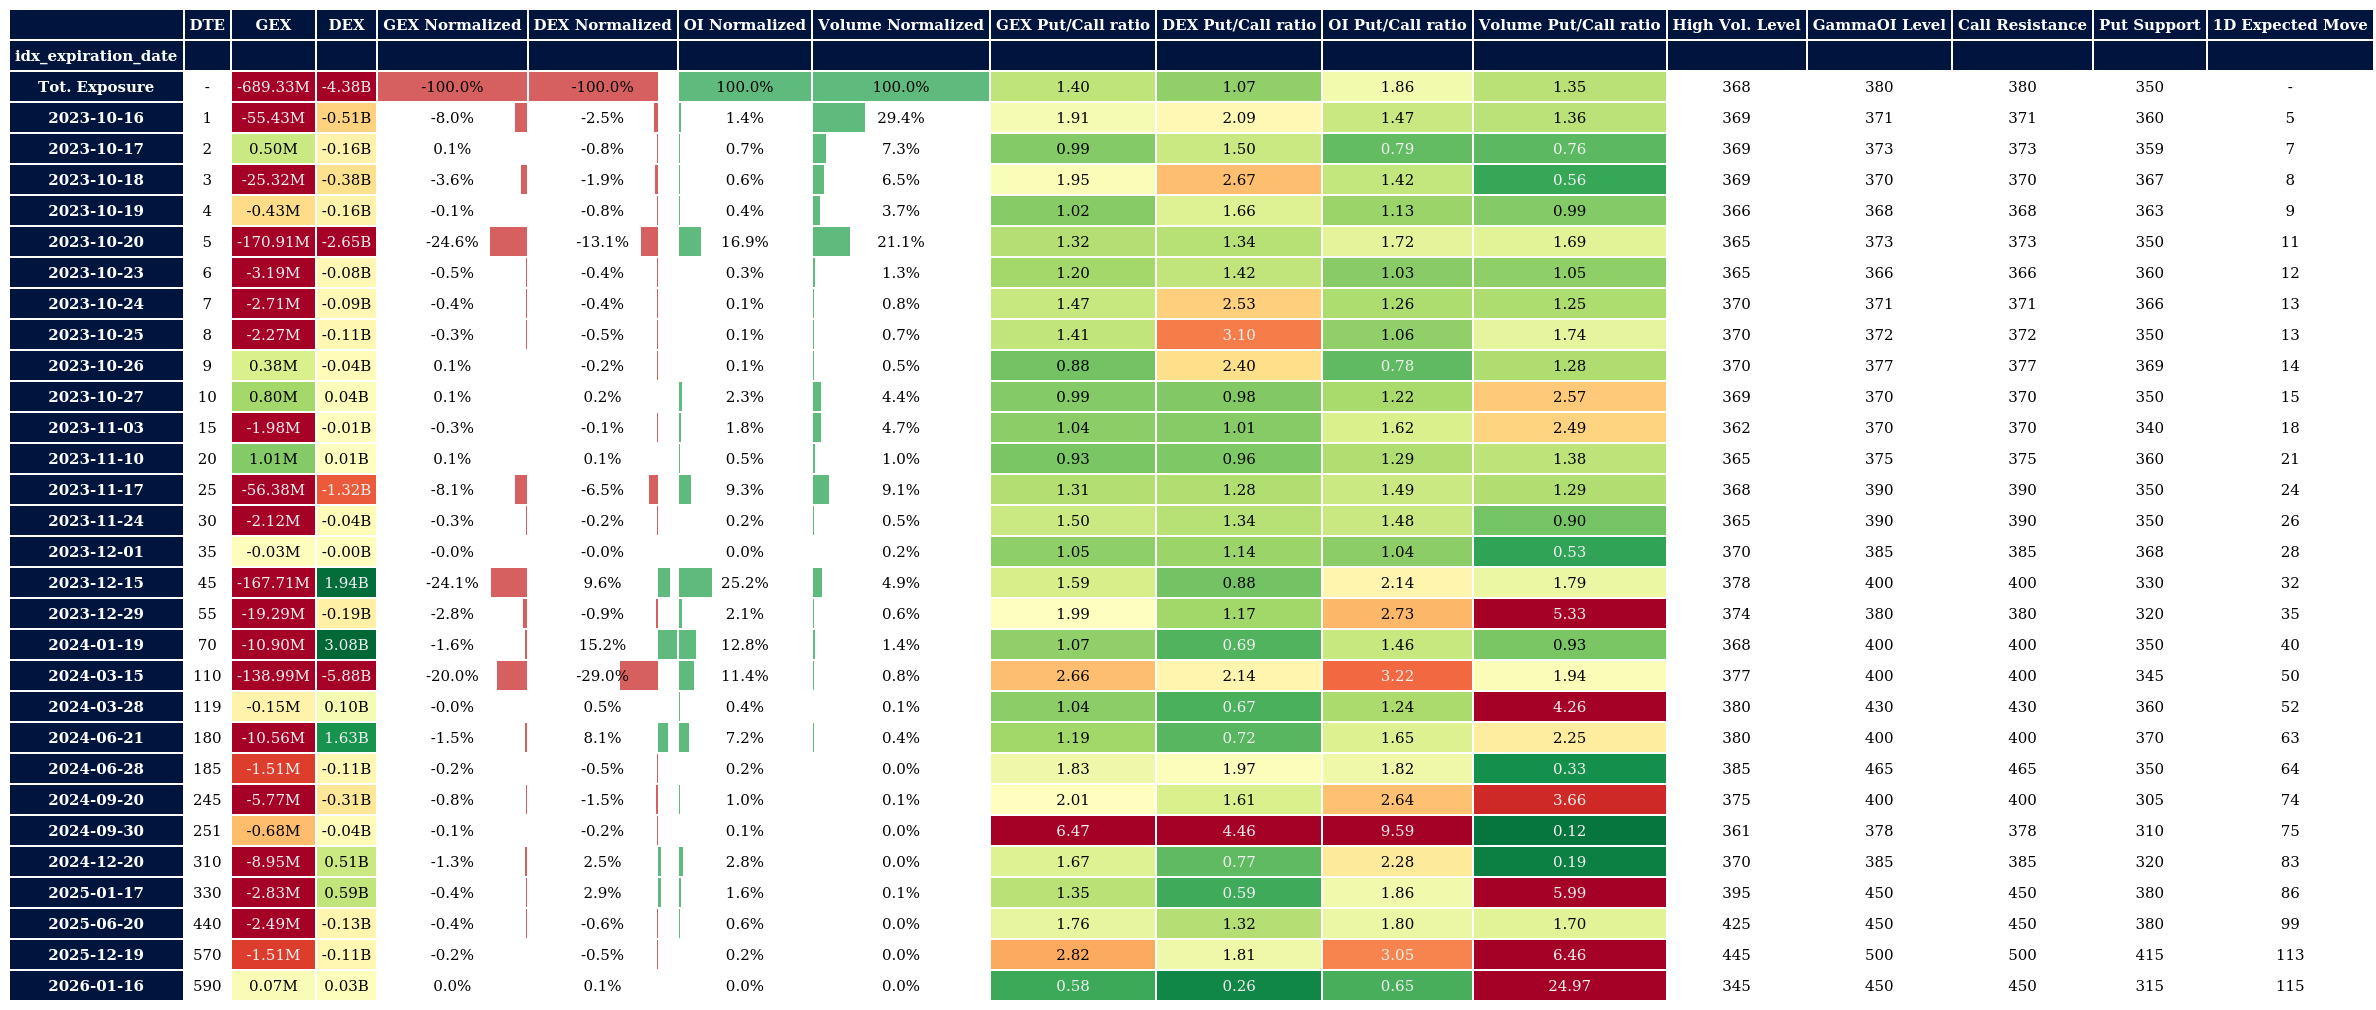 DTE GEX DEX GEX Normalized DEX Normalized OI Normalized Volume Normalized GEX Put/Call ratio DEX Put/Call ratio OI Put/Call ratio Volume Put/Call ratio High Vol. Level GammaOI Level Call Resistance Put Support 1D Expected Move
idx_expiration_date
Tot. Exposure - -689.33M -4.38B -100.0% -100.0% 100.0% 100.0% 1.40 1.07 1.86 1.35 368 380 380 350 -
2023-10-16 1 -55.43M -0.51B -8.0% -2.5% 1.4% 29.4% 1.91 2.09 1.47 1.36 369 371 371 360 5
2023-10-17 2 0.50M -0.16B 0.1% -0.8% 0.7% 7.3% 0.99 1.50 0.79 0.76 369 373 373 359 7
2023-10-18 3 -25.32M -0.38B -3.6% -1.9% 0.6% 6.5% 1.95 2.67 1.42 0.56 369 370 370 367 8
2023-10-19 4 -0.43M -0.16B -0.1% -0.8% 0.4% 3.7% 1.02 1.66 1.13 0.99 366 368 368 363 9
2023-10-20 5 -170.91M -2.65B -24.6% -13.1% 16.9% 21.1% 1.32 1.34 1.72 1.69 365 373 373 350 11
2023-10-23 6 -3.19M -0.08B -0.5% -0.4% 0.3% 1.3% 1.20 1.42 1.03 1.05 365 366 366 360 12
2023-10-24 7 -2.71M -0.09B -0.4% -0.4% 0.1% 0.8% 1.47 2.53 1.26 1.25 370 371 371 366 13
2023-10-25 8 -2.27M -0.11B -0.3% -0.5% 0.1% 0.7% 1.41 3.10 1.06 1.74 370 372 372 350 13
2023-10-26 9 0.38M -0.04B 0.1% -0.2% 0.1% 0.5% 0.88 2.40 0.78 1.28 370 377 377 369 14
2023-10-27 10 0.80M 0.04B 0.1% 0.2% 2.3% 4.4% 0.99 0.98 1.22 2.57 369 370 370 350 15
2023-11-03 15 -1.98M -0.01B -0.3% -0.1% 1.8% 4.7% 1.04 1.01 1.62 2.49 362 370 370 340 18
2023-11-10 20 1.01M 0.01B 0.1% 0.1% 0.5% 1.0% 0.93 0.96 1.29 1.38 365 375 375 360 21
2023-11-17 25 -56.38M -1.32B -8.1% -6.5% 9.3% 9.1% 1.31 1.28 1.49 1.29 368 390 390 350 24
2023-11-24 30 -2.12M -0.04B -0.3% -0.2% 0.2% 0.5% 1.50 1.34 1.48 0.90 365 390 390 350 26
2023-12-01 35 -0.03M -0.00B -0.0% -0.0% 0.0% 0.2% 1.05 1.14 1.04 0.53 370 385 385 368 28
2023-12-15 45 -167.71M 1.94B -24.1% 9.6% 25.2% 4.9% 1.59 0.88 2.14 1.79 378 400 400 330 32
2023-12-29 55 -19.29M -0.19B -2.8% -0.9% 2.1% 0.6% 1.99 1.17 2.73 5.33 374 380 380 320 35
2024-01-19 70 -10.90M 3.08B -1.6% 15.2% 12.8% 1.4% 1.07 0.69 1.46 0.93 368 400 400 350 40
2024-03-15 110 -138.99M -5.88B -20.0% -29.0% 11.4% 0.8% 2.66 2.14 3.22 1.94 377 400 400 345 50
2024-03-28 119 -0.15M 0.10B -0.0% 0.5% 0.4% 0.1% 1.04 0.67 1.24 4.26 380 430 430 360 52
2024-06-21 180 -10.56M 1.63B -1.5% 8.1% 7.2% 0.4% 1.19 0.72 1.65 2.25 380 400 400 370 63
2024-06-28 185 -1.51M -0.11B -0.2% -0.5% 0.2% 0.0% 1.83 1.97 1.82 0.33 385 465 465 350 64
2024-09-20 245 -5.77M -0.31B -0.8% -1.5% 1.0% 0.1% 2.01 1.61 2.64 3.66 375 400 400 305 74
2024-09-30 251 -0.68M -0.04B -0.1% -0.2% 0.1% 0.0% 6.47 4.46 9.59 0.12 361 378 378 310 75
2024-12-20 310 -8.95M 0.51B -1.3% 2.5% 2.8% 0.0% 1.67 0.77 2.28 0.19 370 385 385 320 83
2025-01-17 330 -2.83M 0.59B -0.4% 2.9% 1.6% 0.1% 1.35 0.59 1.86 5.99 395 450 450 380 86
2025-06-20 440 -2.49M -0.13B -0.4% -0.6% 0.6% 0.0% 1.76 1.32 1.80 1.70 425 450 450 380 99
2025-12-19 570 -1.51M -0.11B -0.2% -0.5% 0.2% 0.0% 2.82 1.81 3.05 6.46 445 500 500 415 113
2026-01-16 590 0.07M 0.03B 0.0% 0.1% 0.0% 0.0% 0.58 0.26 0.65 24.97 345 450 450 315 115